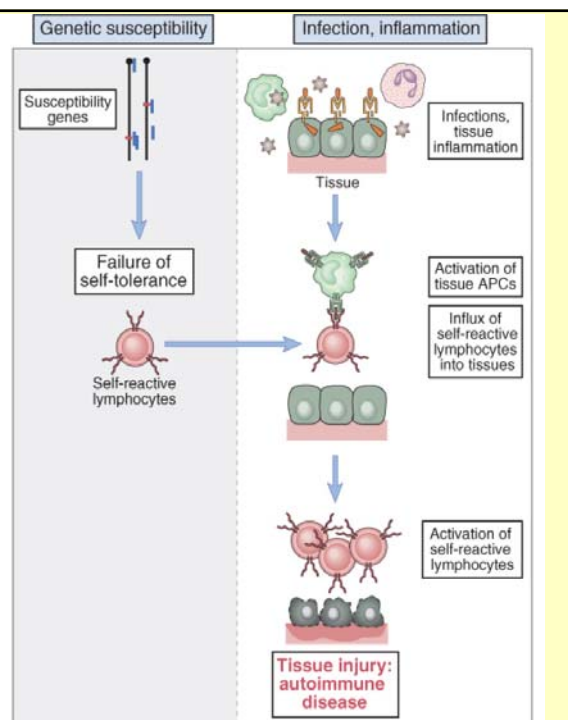 Genetic susceptibility
Infection, inflammation
Susceptibility
genes
Infections,
tissue
inflammation
Tissue
Failure of
self-tolerance
Activation of
tissue APCs
Influx of
self-reactive
lymphocytes
into tissues
Self-reactive
lymphocytes
Activation of
self-reactive
lymphocytes
Tissue injury:
autoimmune
disease